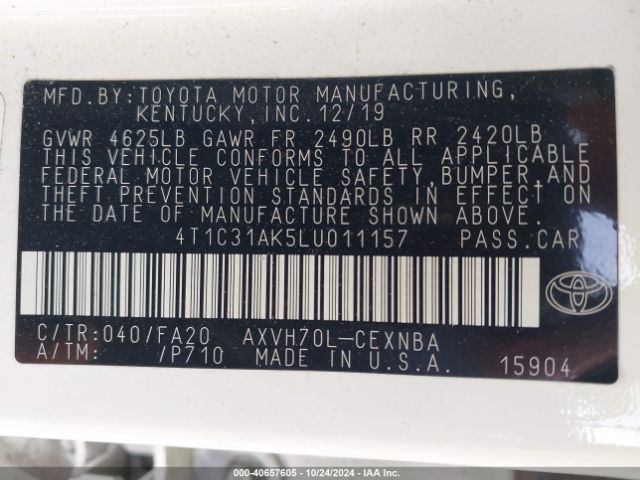 MFD.BY:TOYOTA MOTOR MANUFACTURING,
KENTUCKY,INC.12/19
GVWR 4625LB GAWR FR 2490LB RR 2420LB
THIS VEHICLE CONFORMS TO ALL APPLICABLE
FEDERAL MOTOR VEHICLE SAFETY,BUMPER,AND
THEFT PREVENTION STANDARDS IN EFFECT ON
THE DATE OF MANUFACTURE SHOWN ABOVE.
4T1C31AK5LU011157 PASS.CAR
C/TR:040/FA20 AXVH70L-CEXNBA
A/TM: /P710 MADE IN U.S.A. 15904
000-40657605 - 10/24/2024 - IAA Inc.